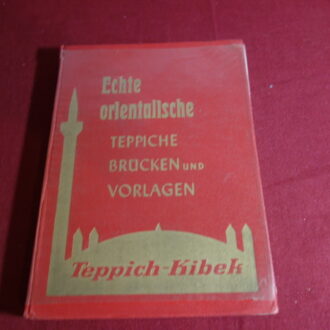 Echte
orientalische
TEPPICHE
BRÜCKEN UND
VORLAGEN
Teppich-Kibek